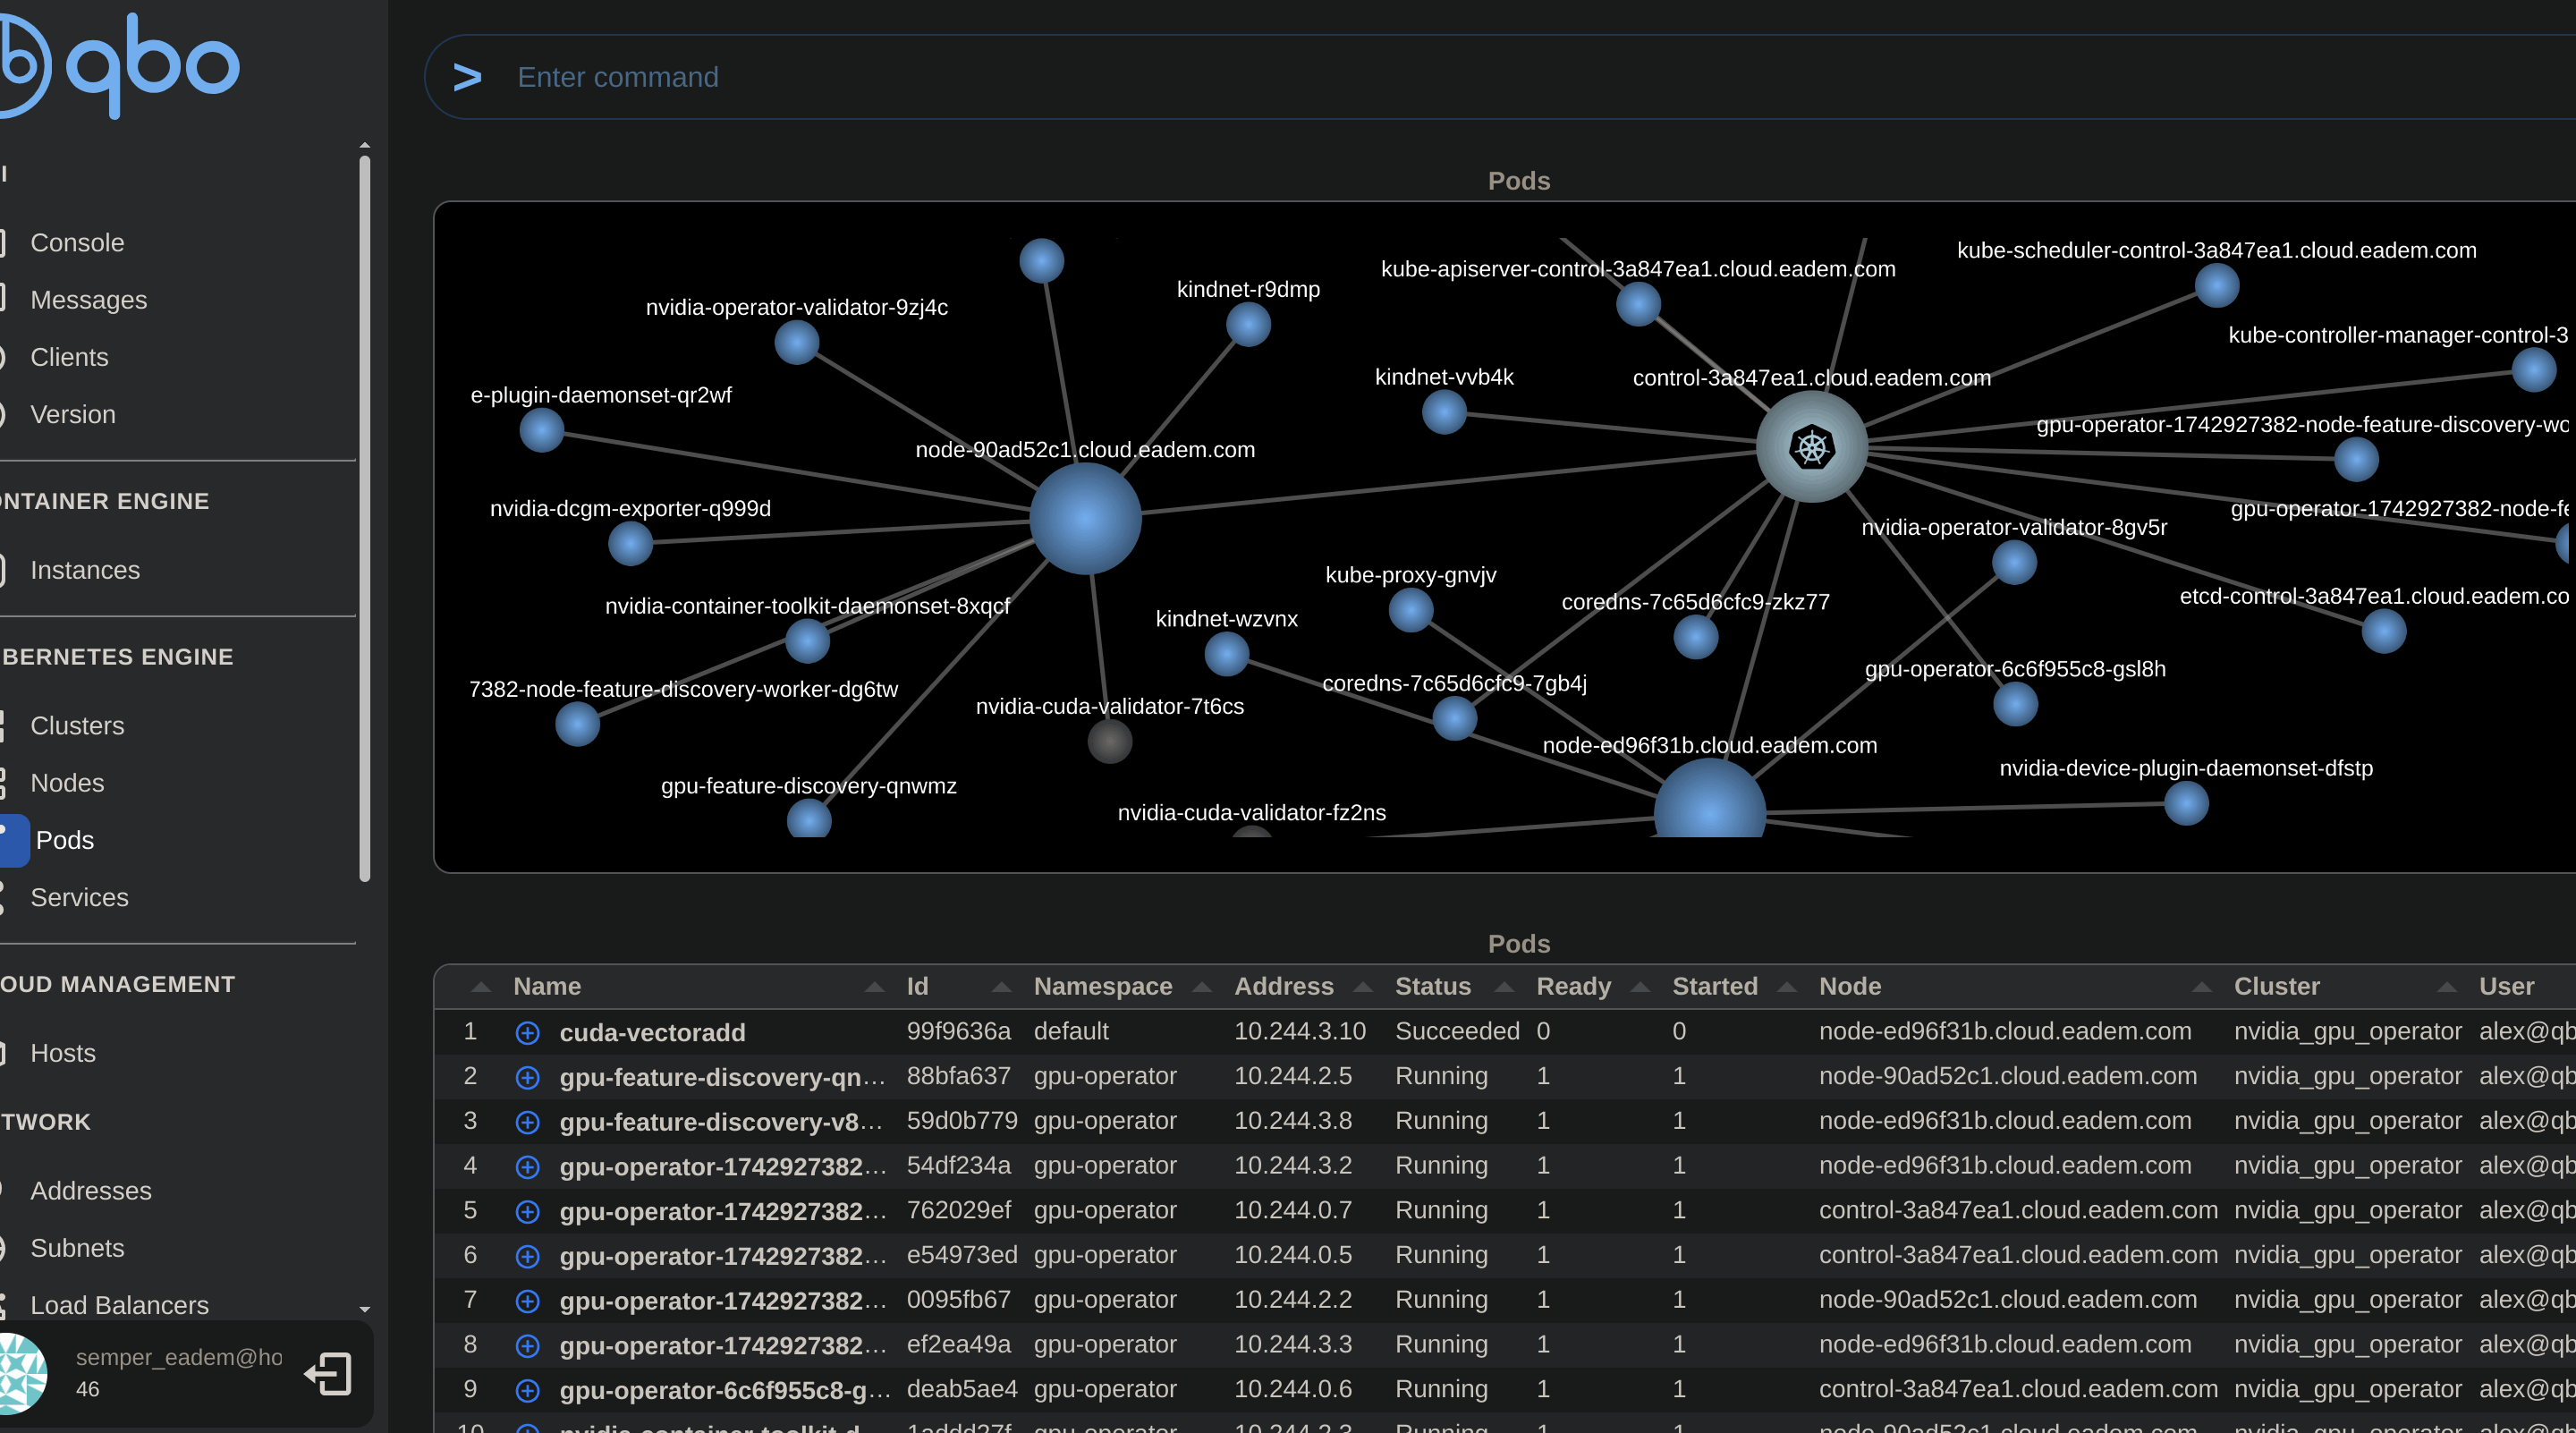 qbo
Console
Messages
Clients
Version
NTAINER ENGINE
Instances
BERNETES ENGINE
Clusters
Nodes
Pods
Services
OUD MANAGEMENT
Hosts
TWORK
Addresses
Subnets
Load Balancers
semper_eadem@ho
46
> Enter command
Pods
kube-scheduler-control-3a847ea1.cloud.eadem.com
kube-apiserver-control-3a847ea1.cloud.eadem.com
kindnet-r9dmp
nvidia-operator-validator-9zj4c
kube-controller-manager-control-3
kindnet-vvb4k
control-3a847ea1.cloud.eadem.com
e-plugin-daemonset-qr2wf
gpu-operator-1742927382-node-feature-discovery-wo
node-90ad52c1.cloud.eadem.com
nvidia-dcgm-exporter-q999d
gpu-operator-1742927382-node-fe
nvidia-operator-validator-8gv5r
kube-proxy-gnvjv
etcd-control-3a847ea1.cloud.eadem.co
coredns-7c65d6cfc9-zkz77
nvidia-container-toolkit-daemonset-8xqcf
kindnet-wzvnx
gpu-operator-6c6f955c8-gsl8h
coredns-7c65d6cfc9-7gb4j
7382-node-feature-discovery-worker-dg6tw
nvidia-cuda-validator-7t6cs
node-ed96f31b.cloud.eadem.com
nvidia-device-plugin-daemonset-dfstp
gpu-feature-discovery-qnwmz
nvidia-cuda-validator-fz2ns
Pods
Name Id Namespace Address Status Ready Started Node Cluster User
1 cuda-vectoradd 99f9636a default 10.244.3.10 Succeeded 0 0 node-ed96f31b.cloud.eadem.com nvidia_gpu_operator alex@qb
2 gpu-feature-discovery-qn... 88bfa637 gpu-operator 10.244.2.5 Running 1 1 node-90ad52c1.cloud.eadem.com nvidia_gpu_operator alex@qb
3 gpu-feature-discovery-v8... 59d0b779 gpu-operator 10.244.3.8 Running 1 1 node-ed96f31b.cloud.eadem.com nvidia_gpu_operator alex@qb
4 gpu-operator-1742927382... 54df234a gpu-operator 10.244.3.2 Running 1 1 node-ed96f31b.cloud.eadem.com nvidia_gpu_operator alex@qb
5 gpu-operator-1742927382... 762029ef gpu-operator 10.244.0.7 Running 1 1 control-3a847ea1.cloud.eadem.com nvidia_gpu_operator alex@qb
6 gpu-operator-1742927382... e54973ed gpu-operator 10.244.0.5 Running 1 1 control-3a847ea1.cloud.eadem.com nvidia_gpu_operator alex@qb
7 gpu-operator-1742927382... 0095fb67 gpu-operator 10.244.2.2 Running 1 1 node-90ad52c1.cloud.eadem.com nvidia_gpu_operator alex@qb
8 gpu-operator-1742927382... ef2ea49a gpu-operator 10.244.3.3 Running 1 1 node-ed96f31b.cloud.eadem.com nvidia_gpu_operator alex@qb
9 gpu-operator-6c6f955c8-g... deab5ae4 gpu-operator 10.244.0.6 Running 1 1 control-3a847ea1.cloud.eadem.com nvidia_gpu_operator alex@qb